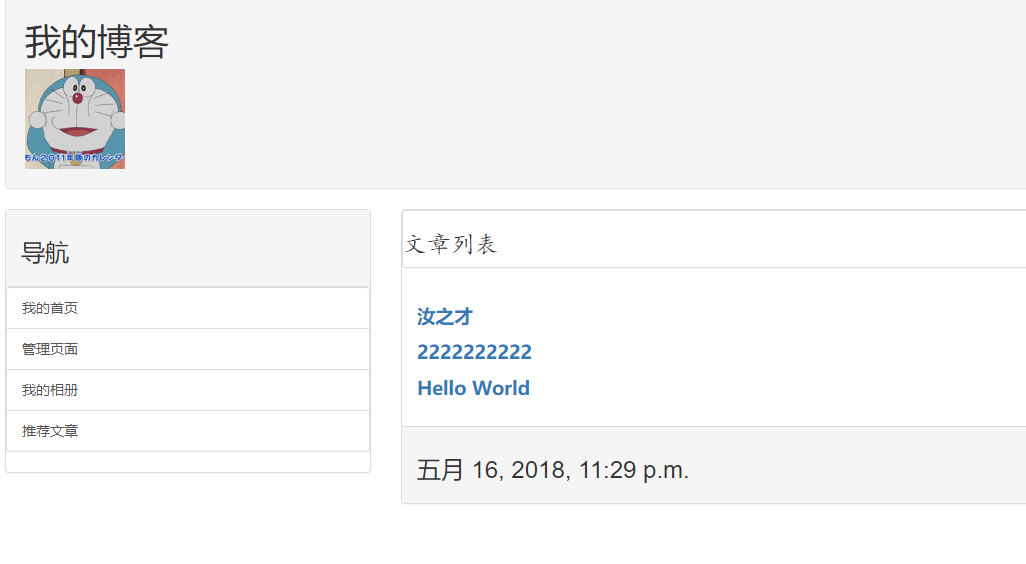 我的博客
もん2011年版のカレンダー
导航
我的首页
管理页面
我的相册
推荐文章
文章列表
汝之才
2222222222
Hello World
五月 16, 2018, 11:29 p.m.